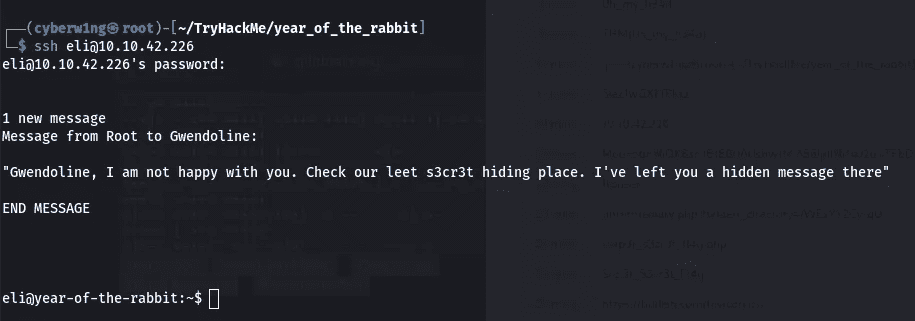 ┌──(cyberw1ng㉿root)-[~/TryHackMe/year_of_the_rabbit]
└─$ ssh eli@10.10.42.226
eli@10.10.42.226's password:
1 new message
Message from Root to Gwendoline:
"Gwendoline, I am not happy with you. Check our leet s3cr3t hiding place. I've left you a hidden message there"
END MESSAGE
eli@year-of-the-rabbit:~$